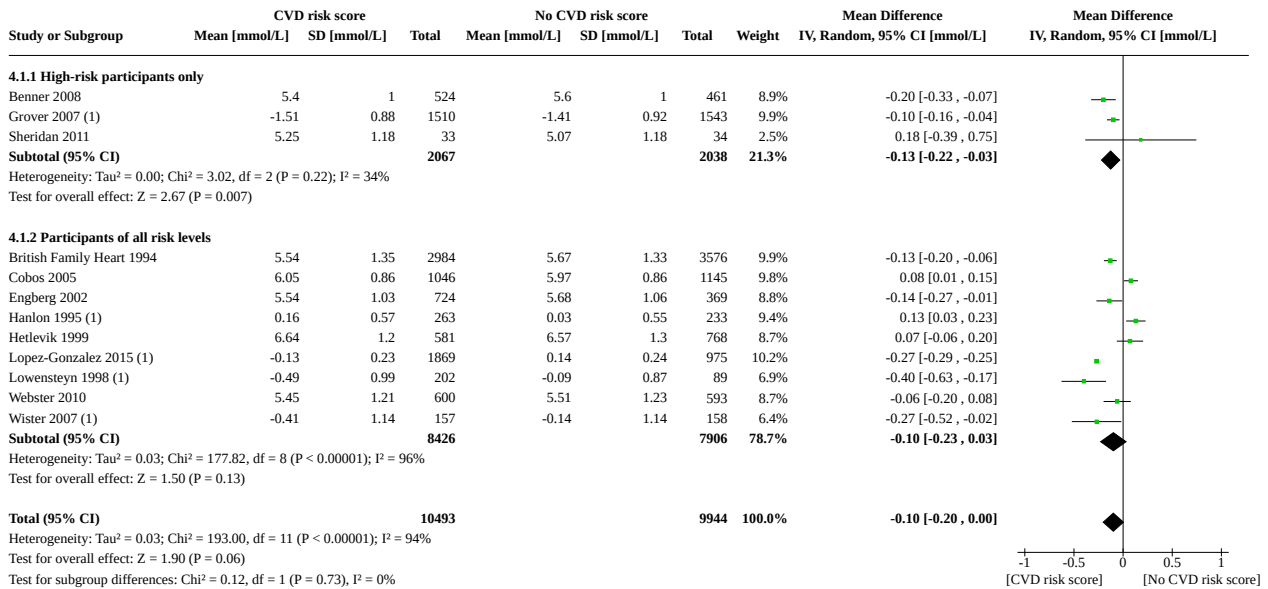 CVD risk score No CVD risk score Mean Difference Mean Difference
Study or Subgroup Mean [mmol/L] SD [mmol/L] Total Mean [mmol/L] SD [mmol/L] Total Weight IV, Random, 95% CI [mmol/L] IV, Random, 95% CI [mmol/L]
4.1.1 High-risk participants only
Benner 2008 5.4 1 524 5.6 1 461 8.9% -0.20 [-0.33 , -0.07]
Grover 2007 (1) -1.51 0.88 1510 -1.41 0.92 1543 9.9% -0.10 [-0.16 , -0.04]
Sheridan 2011 5.25 1.18 33 5.07 1.18 34 2.5% 0.18 [-0.39 , 0.75]
Subtotal (95% CI) 2067 2038 21.3% -0.13 [-0.22 , -0.03]
Heterogeneity: Tau² = 0.00; Chi² = 3.02, df = 2 (P = 0.22); I² = 34%
Test for overall effect: Z = 2.67 (P = 0.007)
4.1.2 Participants of all risk levels
British Family Heart 1994 5.54 1.35 2984 5.67 1.33 3576 9.9% -0.13 [-0.20 , -0.06]
Cobos 2005 6.05 0.86 1046 5.97 0.86 1145 9.8% 0.08 [0.01 , 0.15]
Engberg 2002 5.54 1.03 724 5.68 1.06 369 8.8% -0.14 [-0.27 , -0.01]
Hanlon 1995 (1) 0.16 0.57 263 0.03 0.55 233 9.4% 0.13 [0.03 , 0.23]
Hetlevik 1999 6.64 1.2 581 6.57 1.3 768 8.7% 0.07 [-0.06 , 0.20]
Lopez-Gonzalez 2015 (1) -0.13 0.23 1869 0.14 0.24 975 10.2% -0.27 [-0.29 , -0.25]
Lowensteyn 1998 (1) -0.49 0.99 202 -0.09 0.87 89 6.9% -0.40 [-0.63 , -0.17]
Webster 2010 5.45 1.21 600 5.51 1.23 593 8.7% -0.06 [-0.20 , 0.08]
Wister 2007 (1) -0.41 1.14 157 -0.14 1.14 158 6.4% -0.27 [-0.52 , -0.02]
Subtotal (95% CI) 8426 7906 78.7% -0.10 [-0.23 , 0.03]
Heterogeneity: Tau² = 0.03; Chi² = 177.82, df = 8 (P < 0.00001); I² = 96%
Test for overall effect: Z = 1.50 (P = 0.13)
Total (95% CI) 10493 9944 100.0% -0.10 [-0.20 , 0.00]
Heterogeneity: Tau² = 0.03; Chi² = 193.00, df = 11 (P < 0.00001); I² = 94%
Test for overall effect: Z = 1.90 (P = 0.06)
-1 -0.5 0 0.5 1
Test for subgroup differences: Chi² = 0.12, df = 1 (P = 0.73), I² = 0% [CVD risk score] [No CVD risk score]